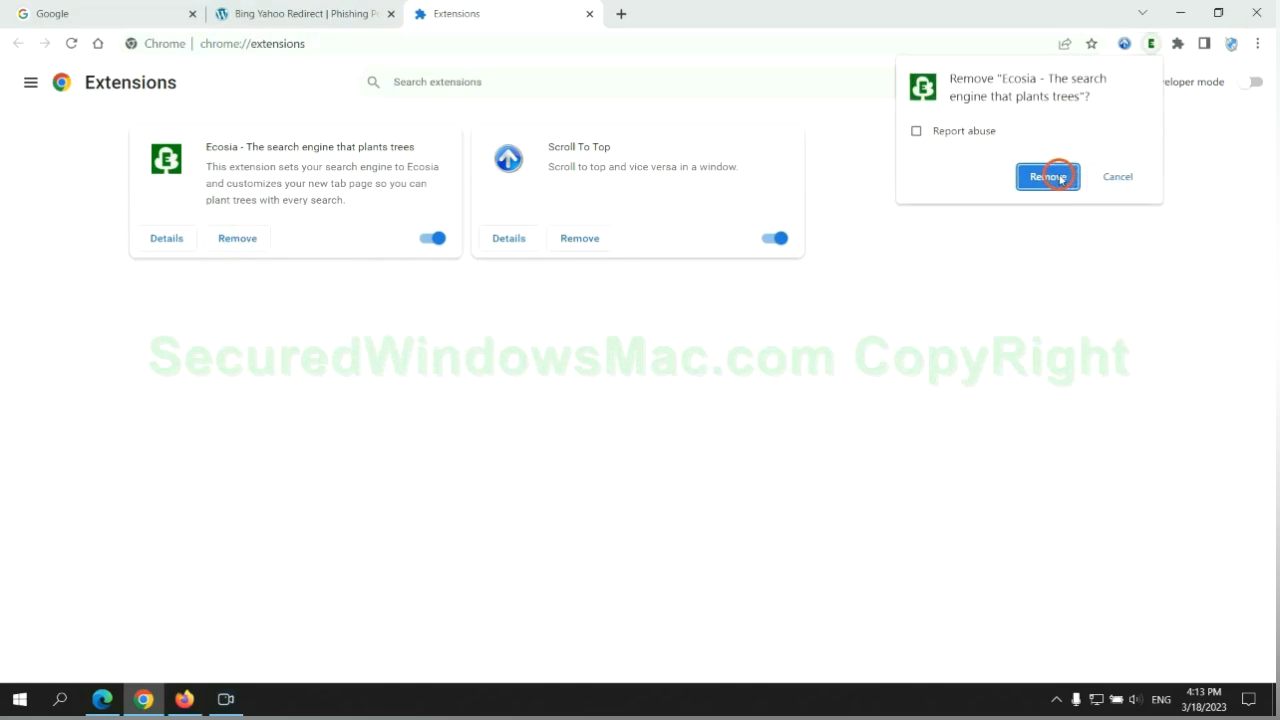 Google
Bing Yahoo Redirect | Phishing P
Extensions
Chrome | chrome://extensions
Extensions
Search extensions
veloper mode
Remove "Ecosia - The search
engine that plants trees"?
Report abuse
Remove
Cancel
Ecosia - The search engine that plants trees
This extension sets your search engine to Ecosia
and customizes your new tab page so you can
plant trees with every search.
Details
Remove
Scroll To Top
Scroll to top and vice versa in a window.
Details
Remove
SecuredWindowsMac.com CopyRight
ENG
4:13 PM
3/18/2023